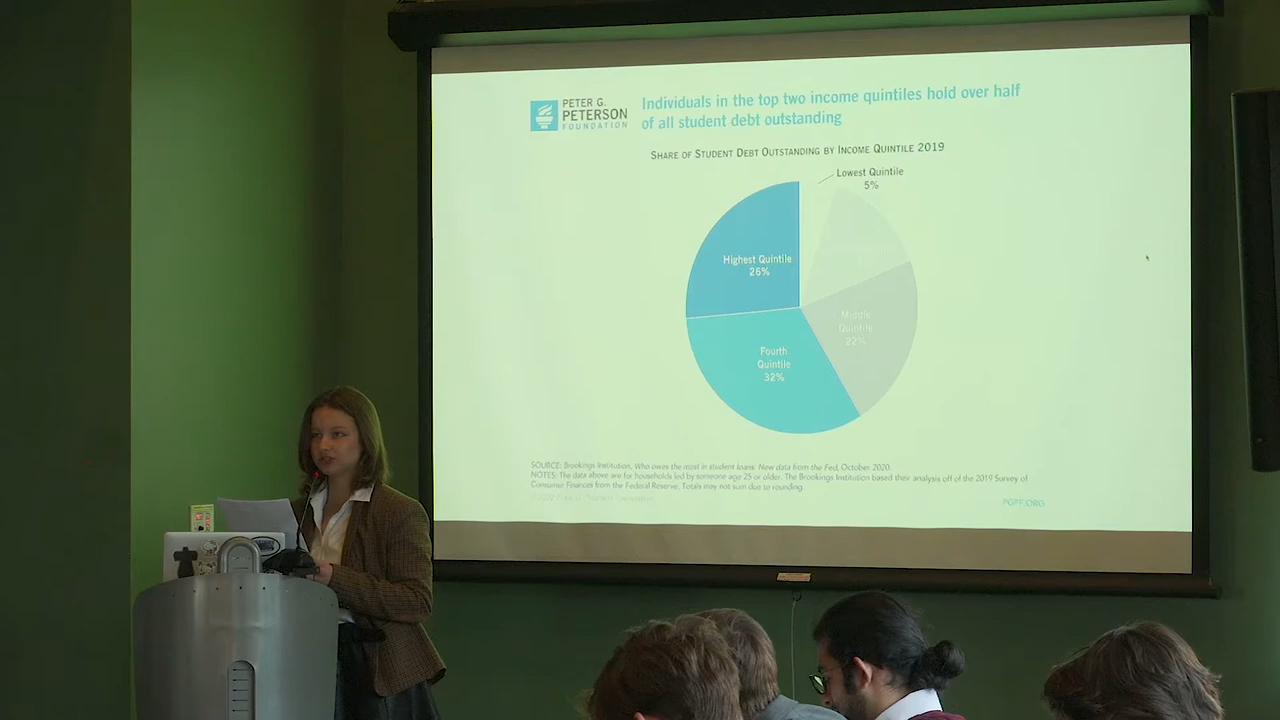 PETER G.
PETERSON
FOUNDATION
Individuals in the top two income quintiles hold over half
of all student debt outstanding
SHARE OF STUDENT DEBT OUTSTANDING BY INCOME QUINTILE 2019
Lowest Quintile
5%
Highest Quintile
26%
Middle
Quintile
22%
Fourth
Quintile
32%
SOURCE: Brookings Institution, Who owes the most in student loans: New data from the Fed, October 2020.
NOTES: The data above are for households led by someone age 25 or older. The Brookings Institution based their analysis off of the 2019 Survey of
Consumer Finances from the Federal Reserve. Totals may not sum due to rounding.
PGPF.ORG